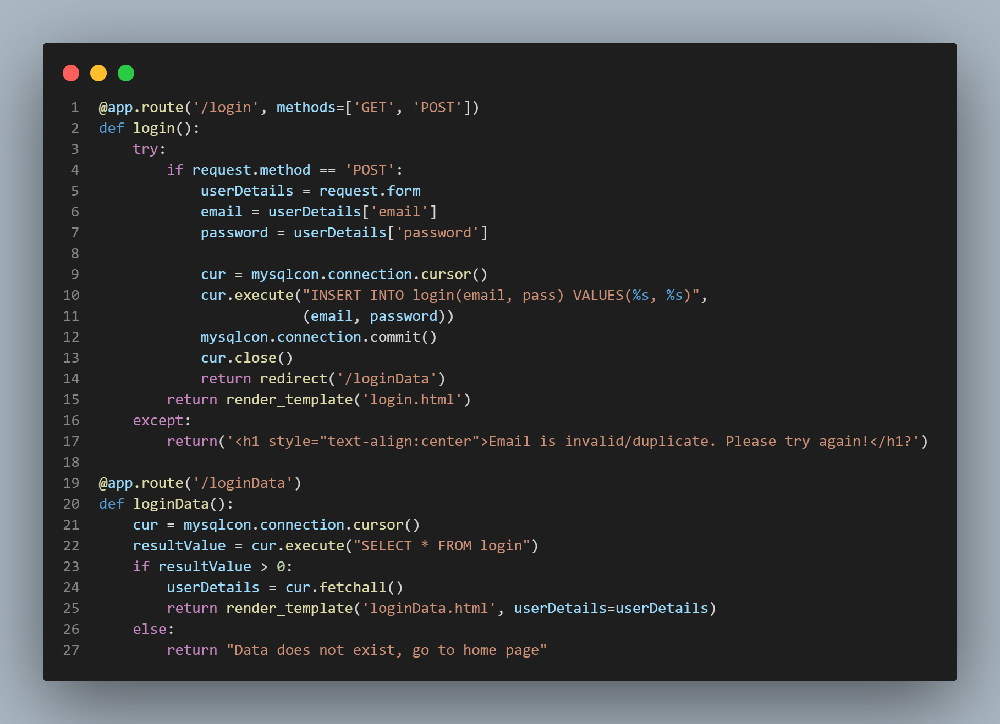 1 @app.route('/login', methods=['GET', 'POST'])
2 def login():
3     try:
4         if request.method == 'POST':
5             userDetails = request.form
6             email = userDetails['email']
7             password = userDetails['password']
8
9             cur = mysqlcon.connection.cursor()
10             cur.execute("INSERT INTO login(email, pass) VALUES(%s, %s)",
11                         (email, password))
12             mysqlcon.connection.commit()
13             cur.close()
14             return redirect('/loginData')
15         return render_template('login.html')
16     except:
17         return('<h1 style="text-align:center">Email is invalid/duplicate. Please try again!</h1?')
18
19 @app.route('/loginData')
20 def loginData():
21     cur = mysqlcon.connection.cursor()
22     resultValue = cur.execute("SELECT * FROM login")
23     if resultValue > 0:
24         userDetails = cur.fetchall()
25         return render_template('loginData.html', userDetails=userDetails)
26     else:
27         return "Data does not exist, go to home page"